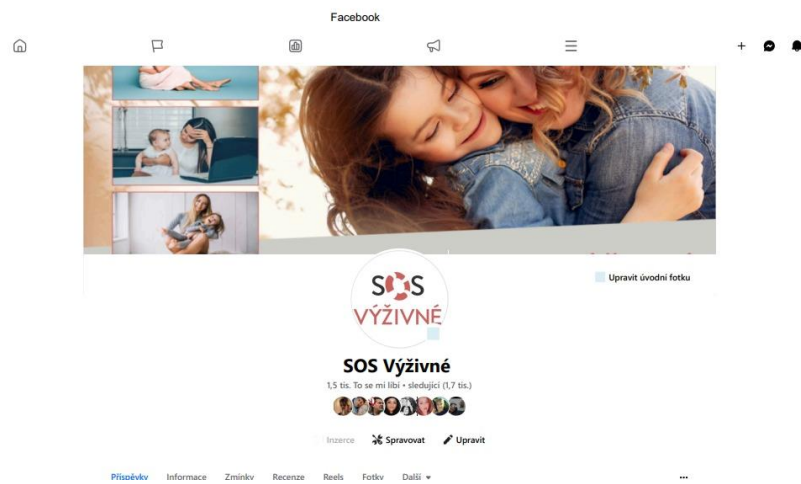 Facebook
Upravit úvodní fotku
SOS
VÝŽIVNÉ
SOS Výživné
1,5 tis. To se mi líbí • sledující (1,7 tis.)
Inzerce Spravovat Upravit
Příspěvky Informace Zmínky Recenze Reels Fotky Další